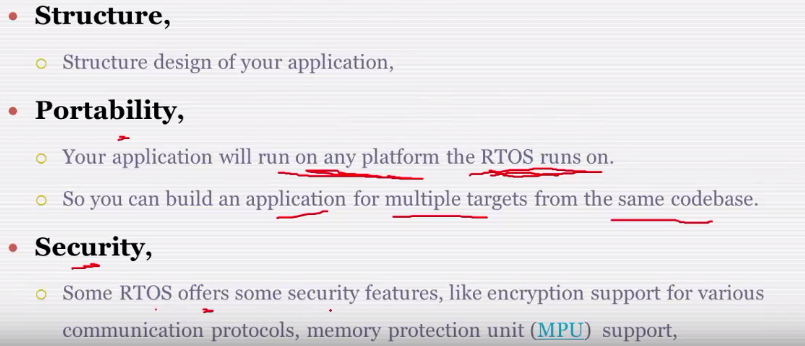 Structure,
Structure design of your application,
Portability,
Your application will run on any platform the RTOS runs on.
So you can build an application for multiple targets from the same codebase.
Security,
Some RTOS offers some security features, like encryption support for various
communication protocols, memory protection unit (MPU) support,